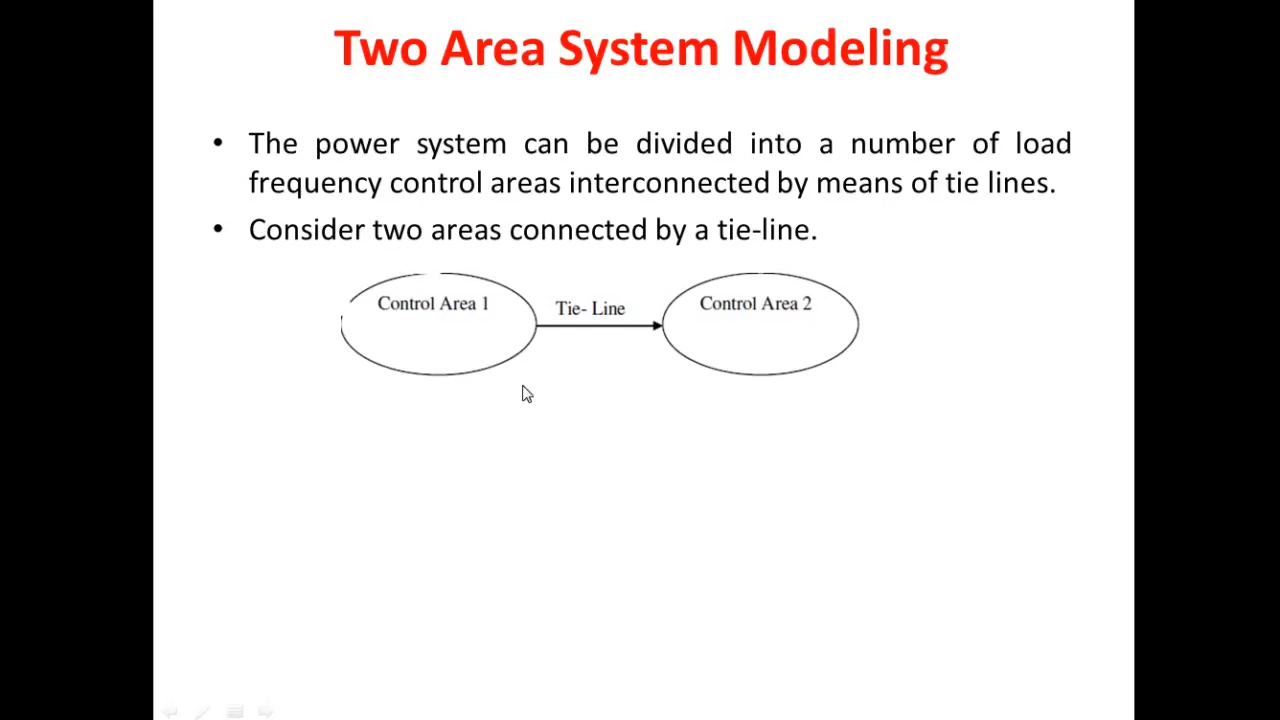 Two Area System Modeling
• The power system can be divided into a number of load
frequency control areas interconnected by means of tie lines.
• Consider two areas connected by a tie-line.
Control Area 1
Tie- Line
Control Area 2